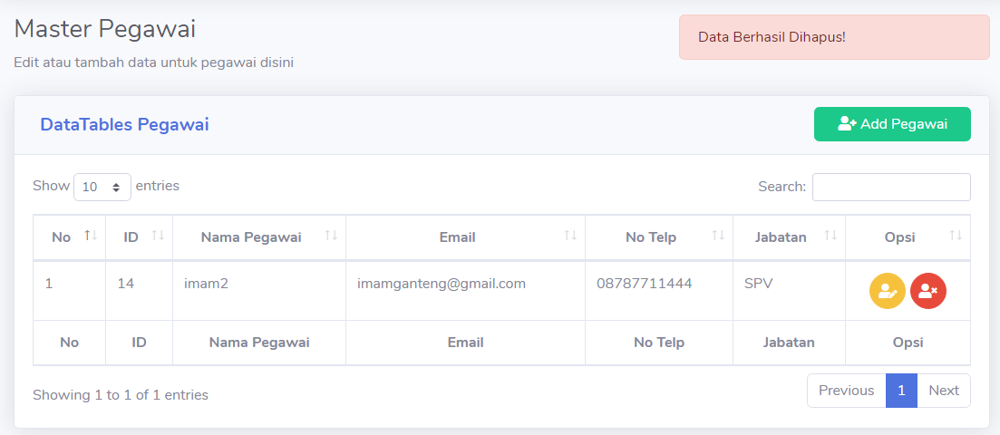 Master Pegawai
Data Berhasil Dihapus!
Edit atau tambah data untuk pegawai disini
DataTables Pegawai
Add Pegawai
Show 10 entries
Search:
No ID Nama Pegawai Email No Telp Jabatan Opsi
1 14 imam2 imamganteng@gmail.com 08787711444 SPV
No ID Nama Pegawai Email No Telp Jabatan Opsi
Showing 1 to 1 of 1 entries
Previous 1 Next